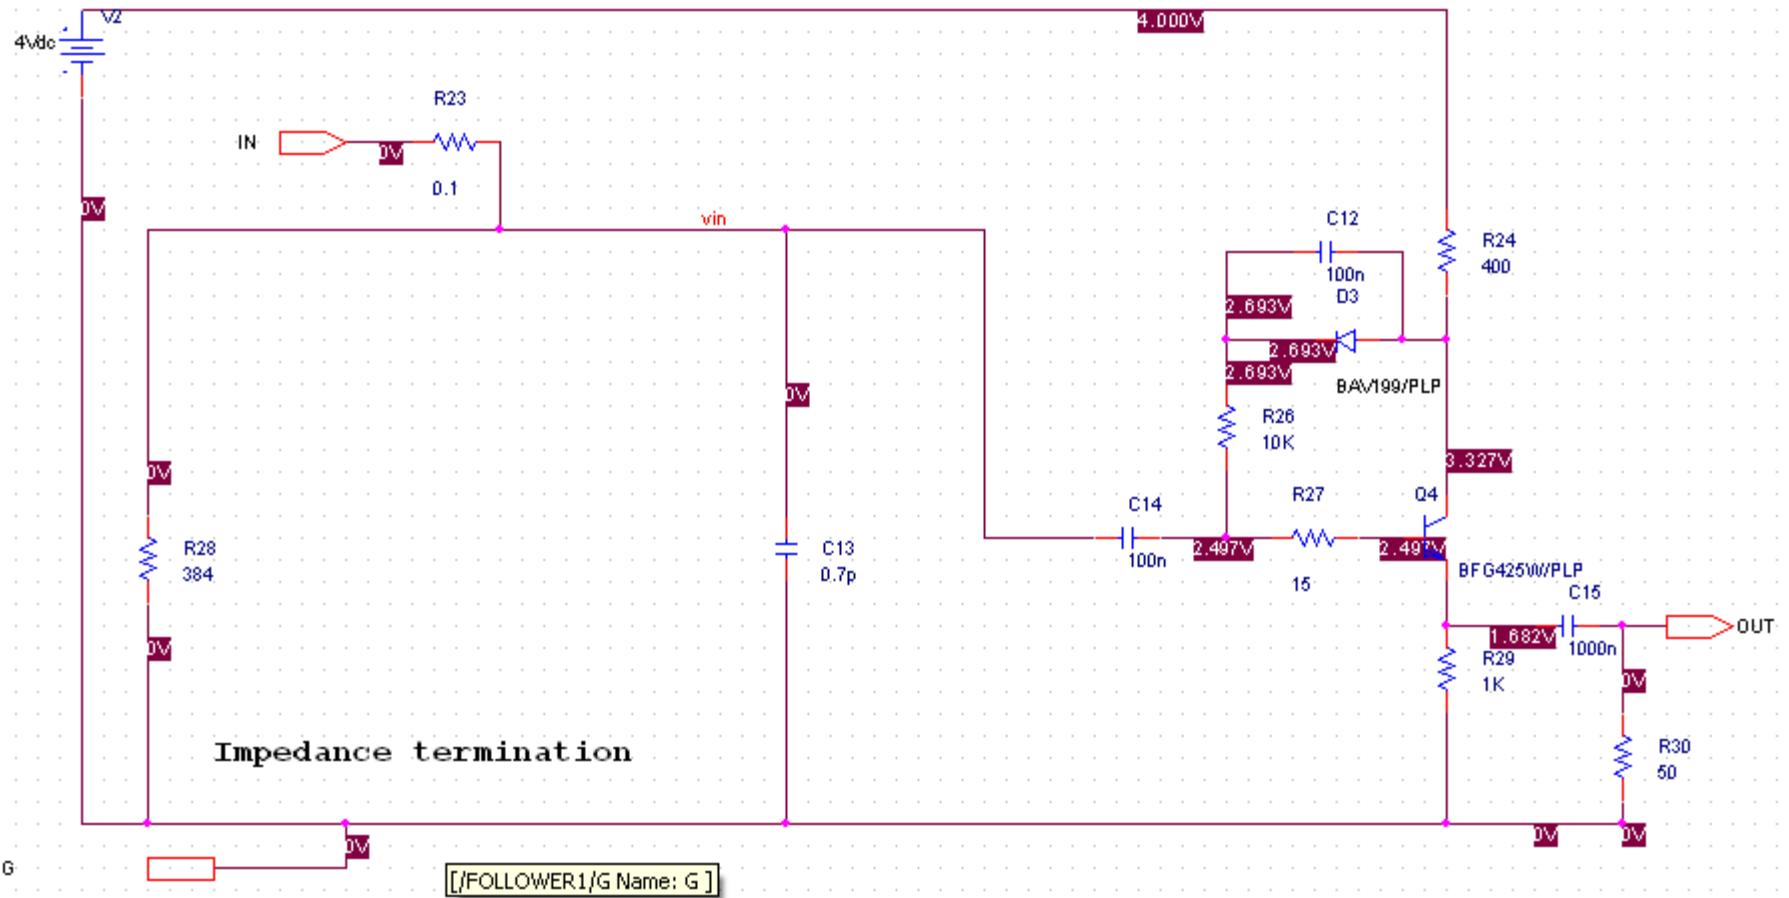 V2
4.000V
4Vdc
R23
IN
0V
0.1
0V
vin
C12
R24
400
100n
D3
2.693V
2.693V
2.693V
BAV199/PLP
0V
R26
10K
3.327V
0V
C14
R27
Q4
R28
384
C13
0.7p
2.497V
2.497V
100n
15
BFG425W/PLP
C15
OUT
0V
1.682V
1000n
R29
1K
0V
Impedance termination
R30
50
0V
0V
0V
G
[/FOLLOWER1/G Name: G ]